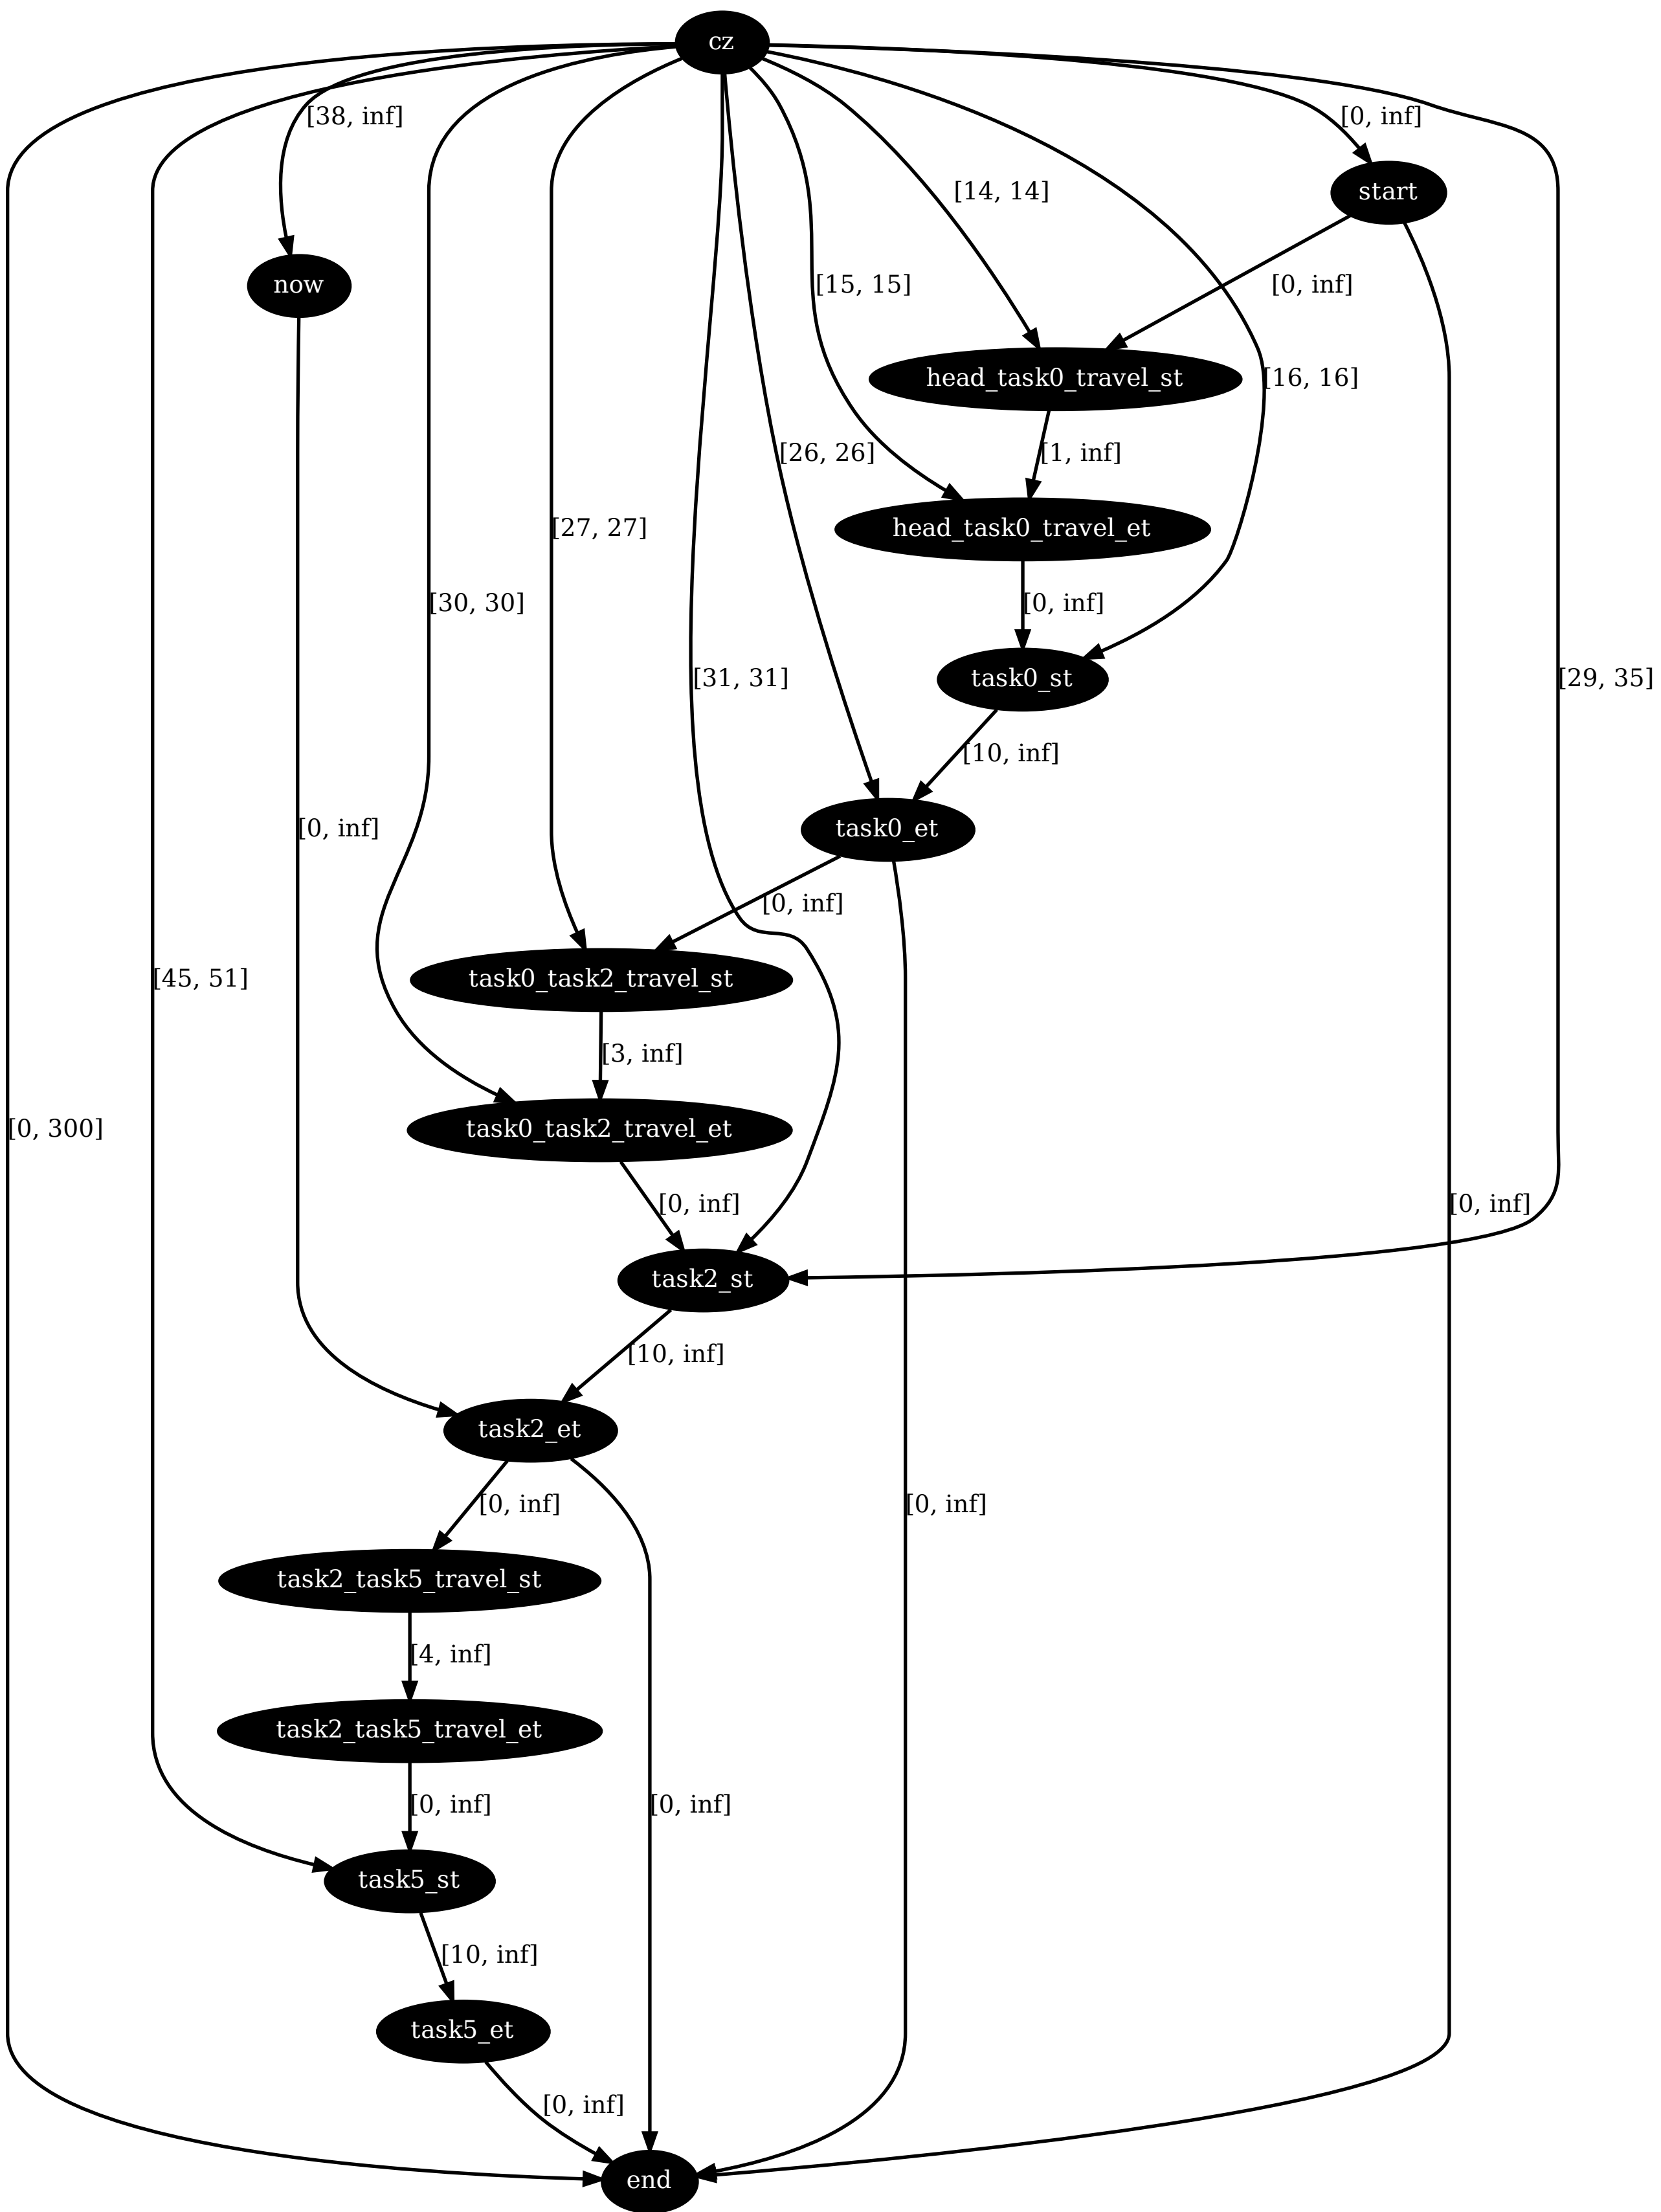 cz
[38, inf]
[0, inf]
[14, 14]
start
now
[15, 15]
[0, inf]
head_task0_travel_st
[16, 16]
[26, 26]
[1, inf]
[27, 27]
head_task0_travel_et
[30, 30]
[0, inf]
[31, 31]
task0_st
[29, 35]
[10, inf]
[0, inf]
task0_et
[0, inf]
[45, 51]
task0_task2_travel_st
[3, inf]
[0, 300]
task0_task2_travel_et
[0, inf]
[0, inf]
task2_st
[10, inf]
task2_et
[0, inf]
[0, inf]
task2_task5_travel_st
[4, inf]
task2_task5_travel_et
[0, inf]
[0, inf]
task5_st
[10, inf]
task5_et
[0, inf]
end